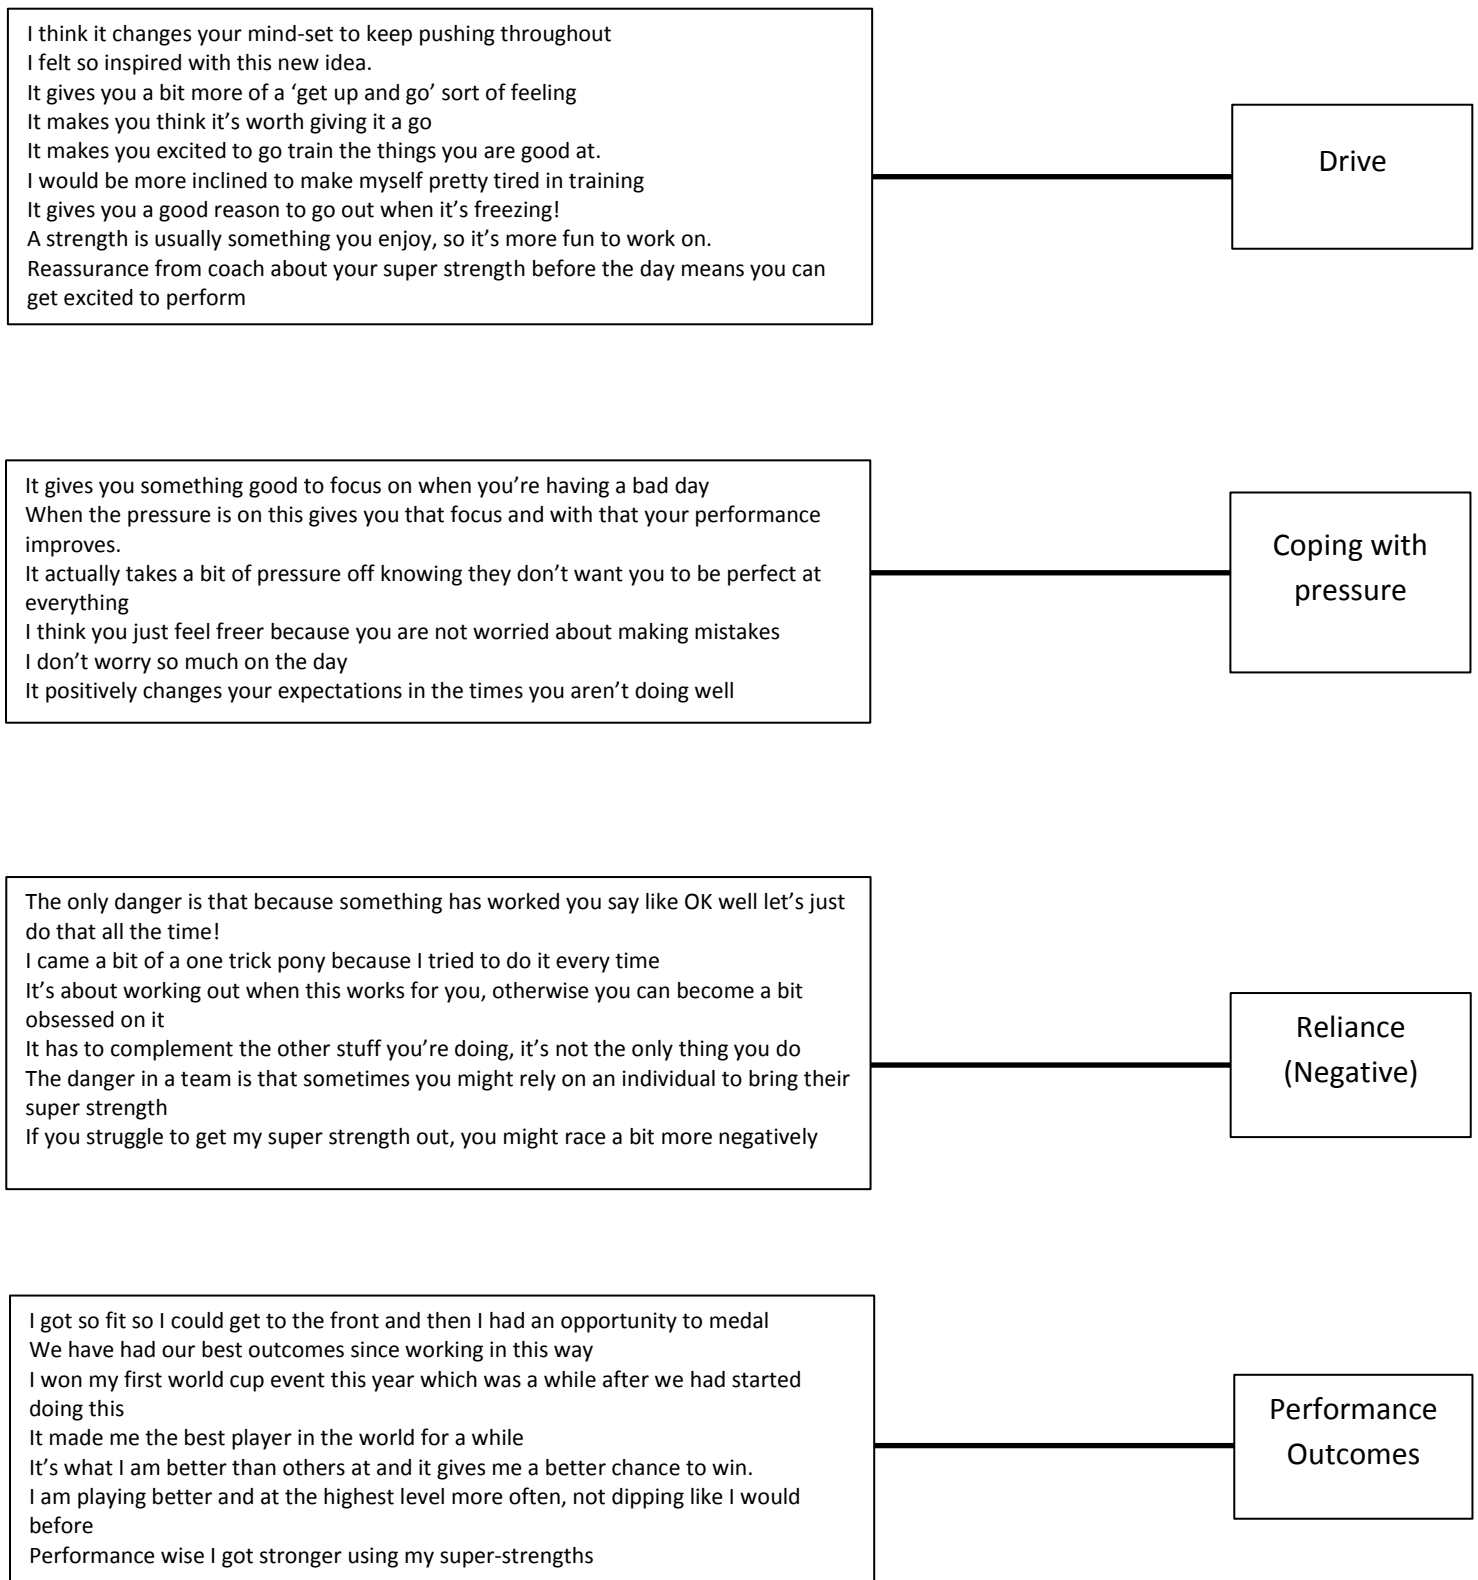 I think it changes your mind-set to keep pushing throughout
I felt so inspired with this new idea.
It gives you a bit more of a ‘get up and go’ sort of feeling
It makes you think it’s worth giving it a go
It makes you excited to go train the things you are good at.
I would be more inclined to make myself pretty tired in training
It gives you a good reason to go out when it’s freezing!
A strength is usually something you enjoy, so it’s more fun to work on.
Reassurance from coach about your super strength before the day means you can
get excited to perform
Drive
It gives you something good to focus on when you’re having a bad day
When the pressure is on this gives you that focus and with that your performance
improves.
It actually takes a bit of pressure off knowing they don’t want you to be perfect at
everything
I think you just feel freer because you are not worried about making mistakes
I don’t worry so much on the day
It positively changes your expectations in the times you aren’t doing well
Coping with
pressure
The only danger is that because something has worked you say like OK well let’s just
do that all the time!
I came a bit of a one trick pony because I tried to do it every time
It’s about working out when this works for you, otherwise you can become a bit
obsessed on it
It has to complement the other stuff you’re doing, it’s not the only thing you do
The danger in a team is that sometimes you might rely on an individual to bring their
super strength
If you struggle to get my super strength out, you might race a bit more negatively
Reliance
(Negative)
I got so fit so I could get to the front and then I had an opportunity to medal
We have had our best outcomes since working in this way
I won my first world cup event this year which was a while after we had started
doing this
It made me the best player in the world for a while
It’s what I am better than others at and it gives me a better chance to win.
I am playing better and at the highest level more often, not dipping like I would
before
Performance wise I got stronger using my super-strengths
Performance
Outcomes